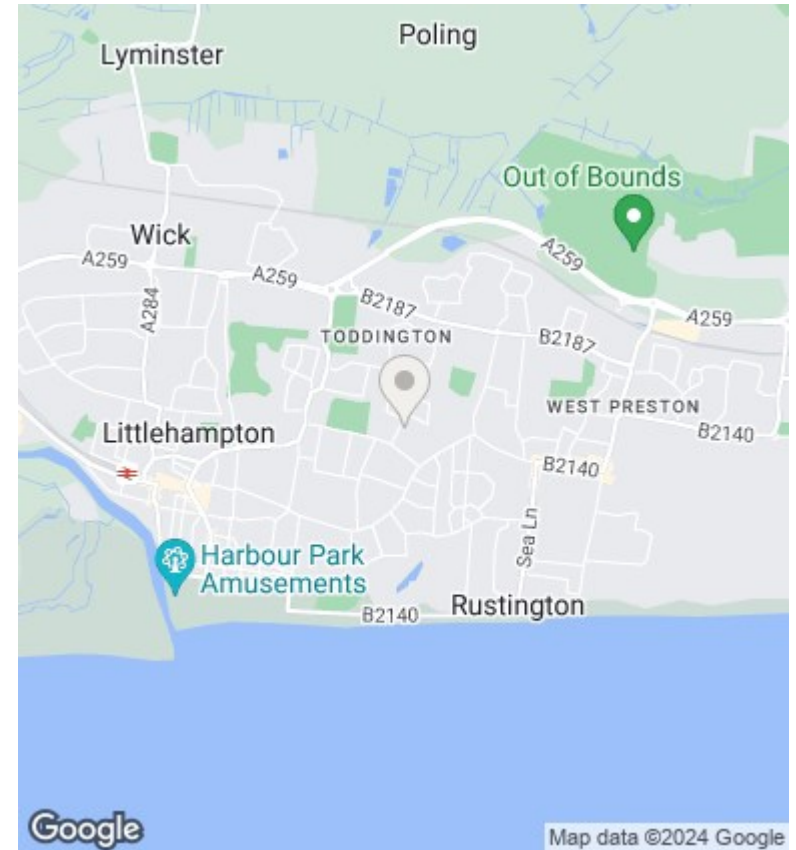 Poling
Lyminster
Out of Bounds
Wick
A259
A259
A259
A284
B2187
A259
TODDINGTON
B2187
WEST PRESTON
Littlehampton
B2140
B2140
Sea Ln
Harbour Park
Amusements
Rustington
B2140
Google
Map data ©2024 Google